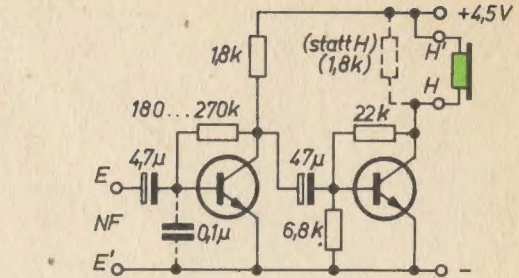 +4,5V
1,8k
(statt H)
(1,8k)
H'
H
180...270k
22k
4,7µ
47µ
E
NF
0,1µ
6,8k
E'
-